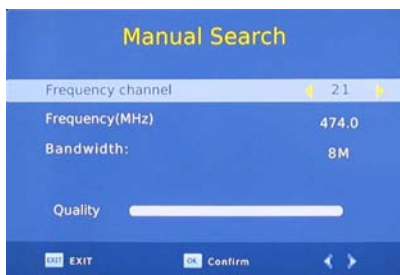 Manual Search
Frequency channel 21
Frequency(MHz) 474.0
Bandwidth: 8M
Quality
EXIT EXIT OK Confirm